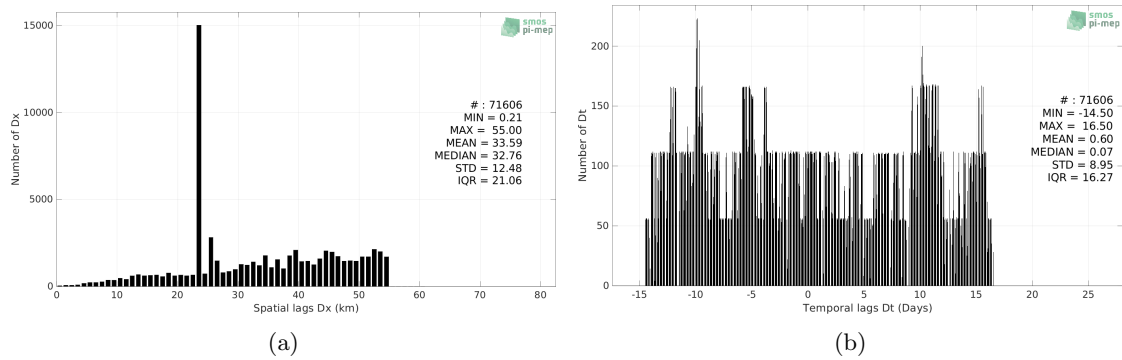 smos
pi-mep
15000
10000
5000
0
Number of Dx
# : 71606
MIN = 0.21
MAX = 55.00
MEAN = 33.59
MEDIAN = 32.76
STD = 12.48
IQR = 21.06
0 10 20 30 40 50 60 70 80
Spatial lags Dx (km)
(a)
smos
pi-mep
200
150
100
50
0
Number of Dt
# : 71606
MIN = -14.50
MAX = 16.50
MEAN = 0.60
MEDIAN = 0.07
STD = 8.95
IQR = 16.27
-15 -10 -5 0 5 10 15 20 25
Temporal lags Dt (Days)
(b)